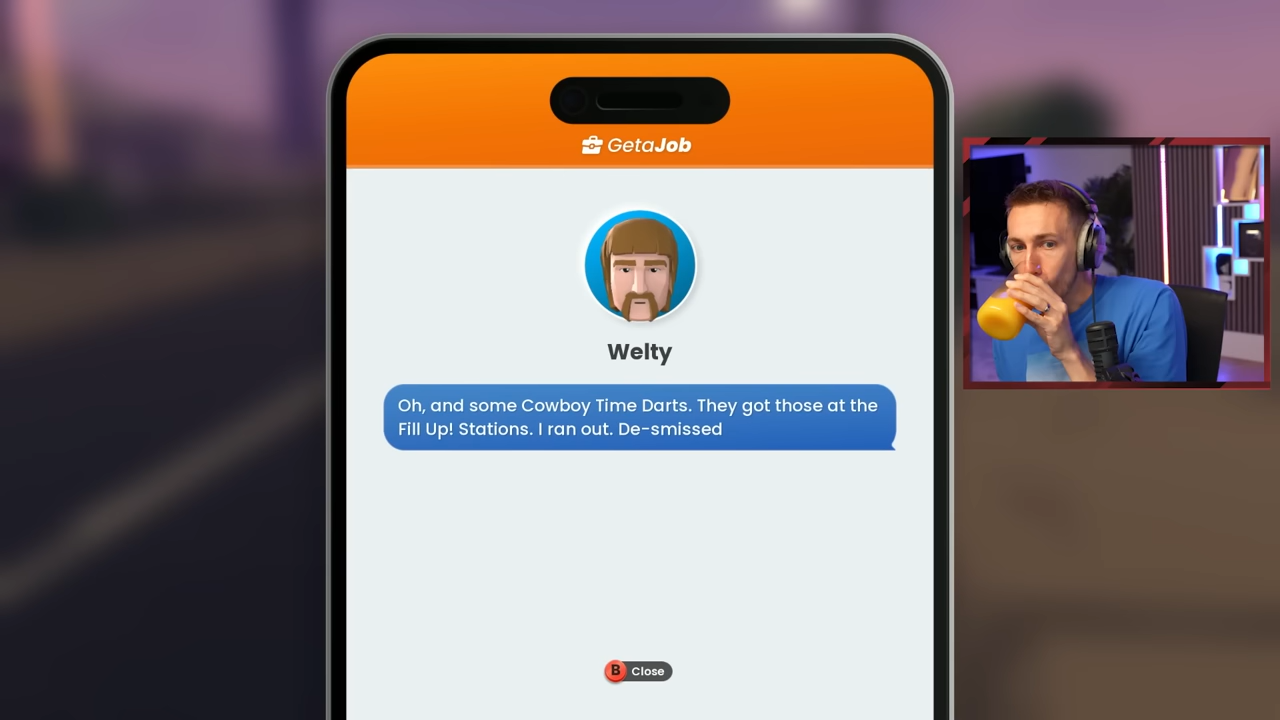 GetaJob
Welty
Oh, and some Cowboy Time Darts. They got those at the
Fill Up! Stations. I ran out. De-smissed
B Close